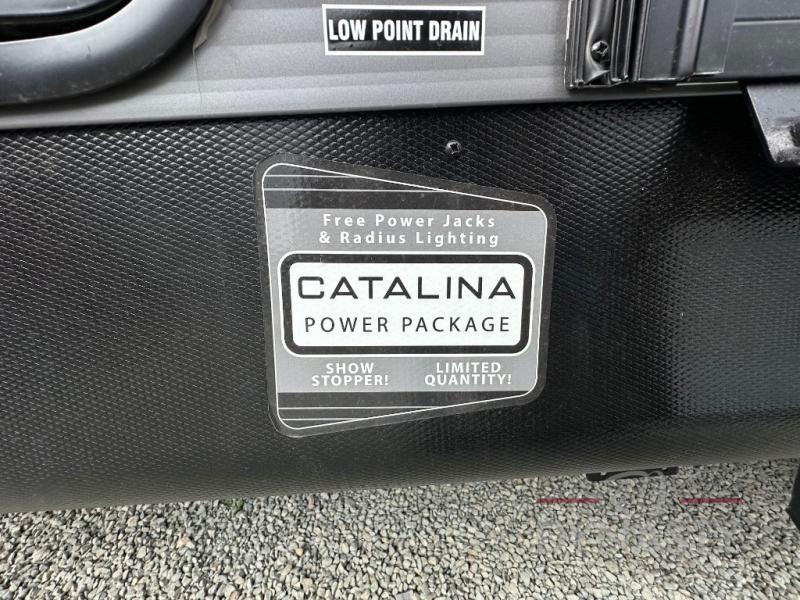 LOW POINT DRAIN
Free Power Jacks
& Radius Lighting
CATALINA
POWER PACKAGE
SHOW STOPPER!
LIMITED QUANTITY!